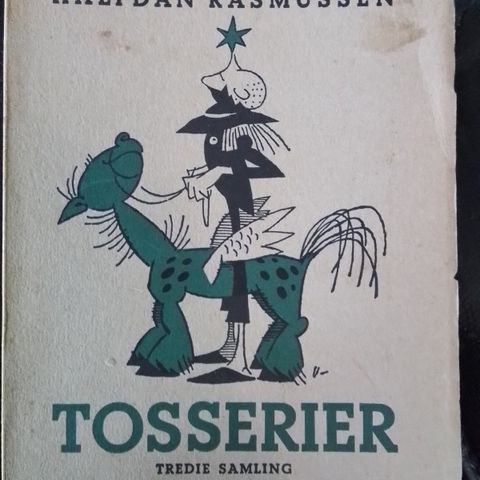 HALFDAN RASMUSSEN
TOSSERIER
TREDIE SAMLING